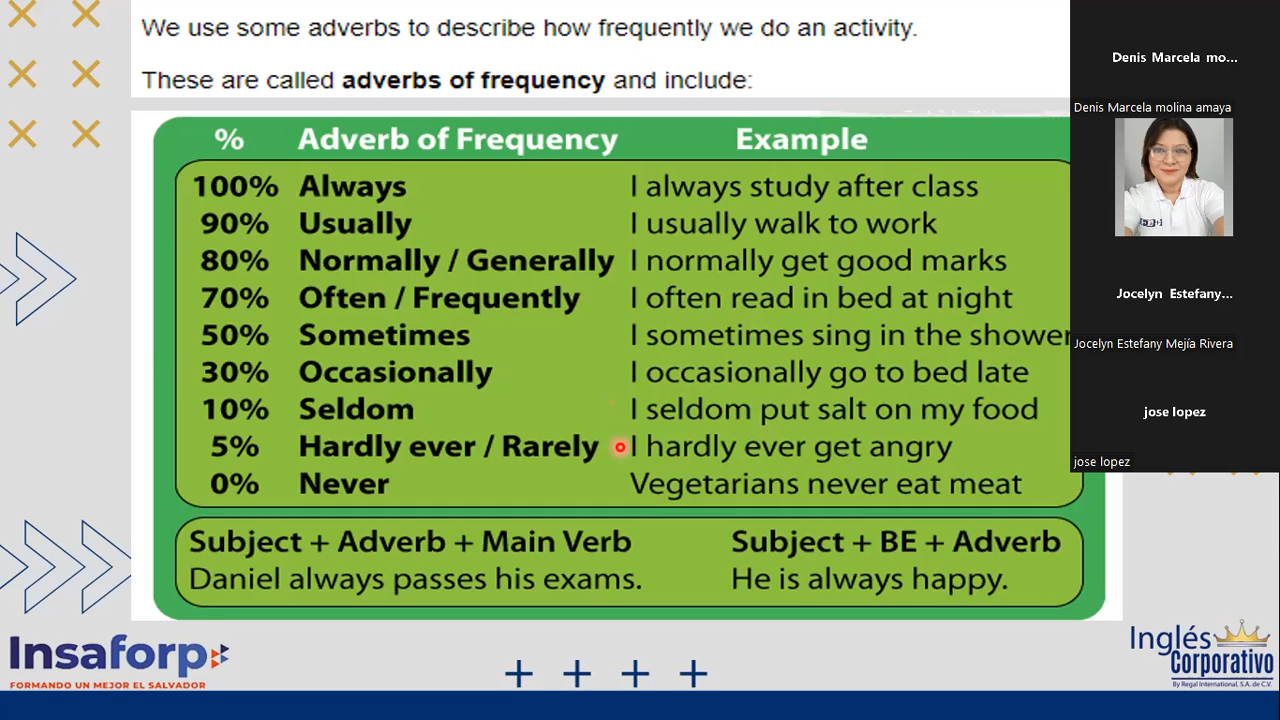 We use some adverbs to describe how frequently we do an activity.
These are called adverbs of frequency and include:
% Adverb of Frequency Example
100% Always I always study after class
90% Usually I usually walk to work
80% Normally / Generally I normally get good marks
70% Often / Frequently I often read in bed at night
50% Sometimes I sometimes sing in the shower
30% Occasionally I occasionally go to bed late
10% Seldom I seldom put salt on my food
5% Hardly ever / Rarely I hardly ever get angry
0% Never Vegetarians never eat meat
Subject + Adverb + Main Verb Subject + BE + Adverb
Daniel always passes his exams. He is always happy.
Denis Marcela mo...
Denis Marcela molina amaya
Jocelyn Estefany...
Jocelyn Estefany Mejía Rivera
jose lopez
jose lopez
Insaforp
FORMANDO UN MEJOR EL SALVADOR
Inglés
Corporativo
By Regal International, S.A. de C.V.